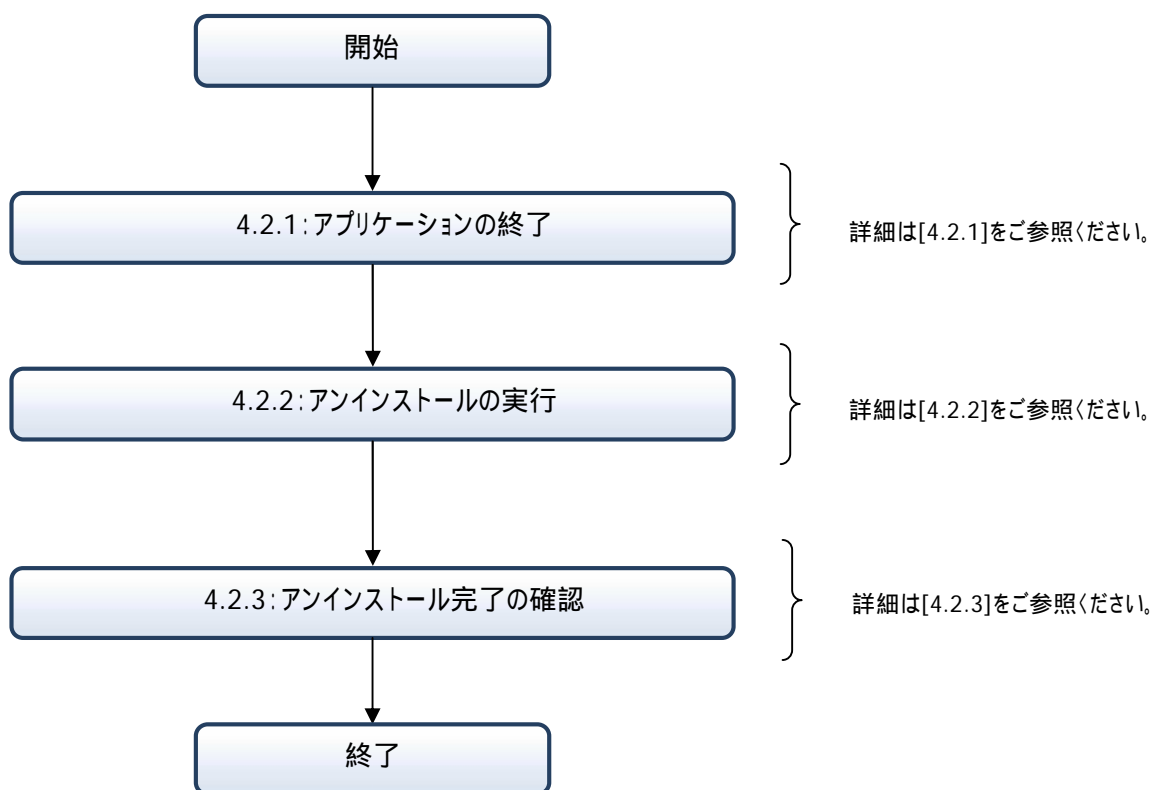 開始
4.2.1:アプリケーションの終了
詳細は[4.2.1]をご参照ください。
4.2.2:アンインストールの実行
詳細は[4.2.2]をご参照ください。
4.2.3:アンインストール完了の確認
詳細は[4.2.3]をご参照ください。
終了